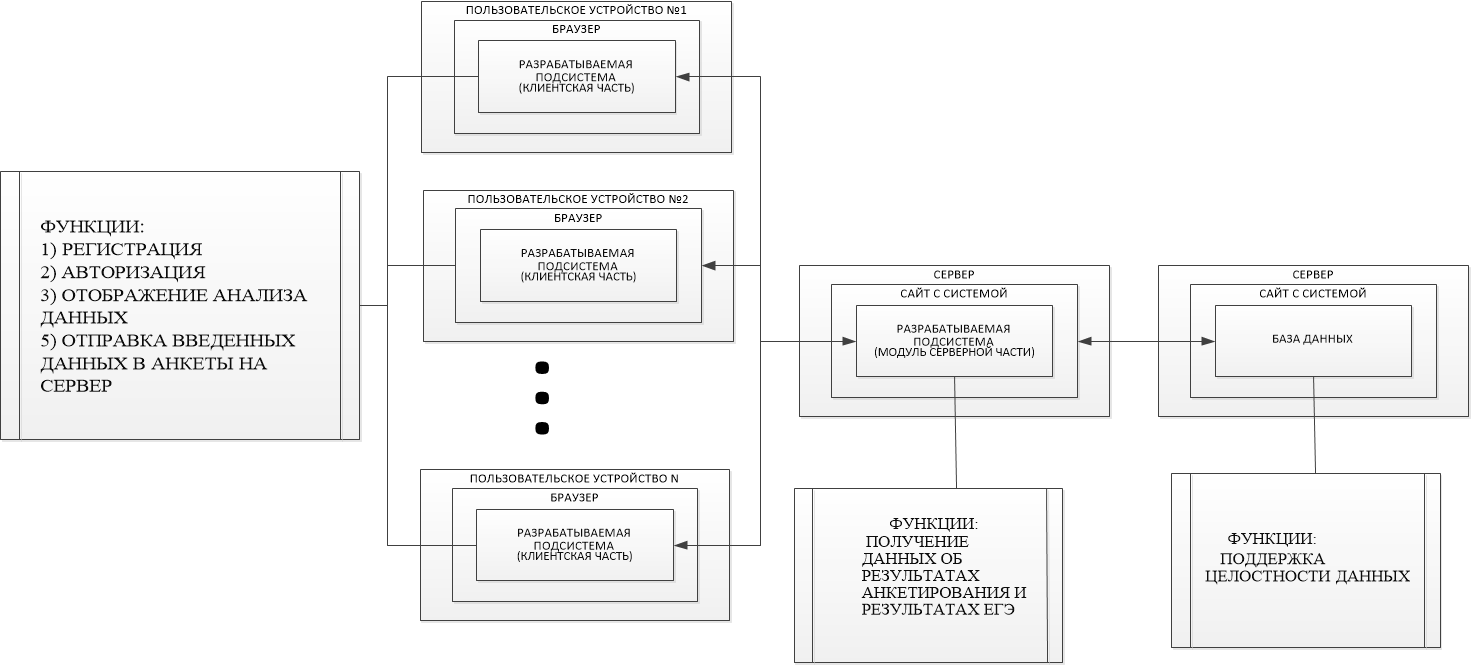 ПОЛЬЗОВАТЕЛЬСКОЕ УСТРОЙСТВО №1
БРАУЗЕР
РАЗРАБАТЫВАЕМАЯ
ПОДСИСТЕМА
(КЛИЕНТСКАЯ ЧАСТЬ)
ФУНКЦИИ:
1) РЕГИСТРАЦИЯ
2) АВТОРИЗАЦИЯ
3) ОТОБРАЖЕНИЕ АНАЛИЗА
ДАННЫХ
5) ОТПРАВКА ВВЕДЕННЫХ
ДАННЫХ В АНКЕТЫ НА
СЕРВЕР
ПОЛЬЗОВАТЕЛЬСКОЕ УСТРОЙСТВО №2
БРАУЗЕР
РАЗРАБАТЫВАЕМАЯ
ПОДСИСТЕМА
(КЛИЕНТСКАЯ ЧАСТЬ)
ПОЛЬЗОВАТЕЛЬСКОЕ УСТРОЙСТВО N
БРАУЗЕР
РАЗРАБАТЫВАЕМАЯ
ПОДСИСТЕМА
(КЛИЕНТСКАЯ ЧАСТЬ)
СЕРВЕР
САЙТ С СИСТЕМОЙ
РАЗРАБАТЫВАЕМАЯ
ПОДСИСТЕМА
(МОДУЛЬ СЕРВЕРНОЙ ЧАСТИ)
СЕРВЕР
САЙТ С СИСТЕМОЙ
БАЗА ДАННЫХ
ФУНКЦИИ:
ПОЛУЧЕНИЕ
ДАННЫХ ОБ
РЕЗУЛЬТАТАХ
АНКЕТИРОВАНИЯ И
РЕЗУЛЬТАТАХ ЕГЭ
ФУНКЦИИ:
ПОДДЕРЖКА
ЦЕЛОСТНОСТИ ДАННЫХ